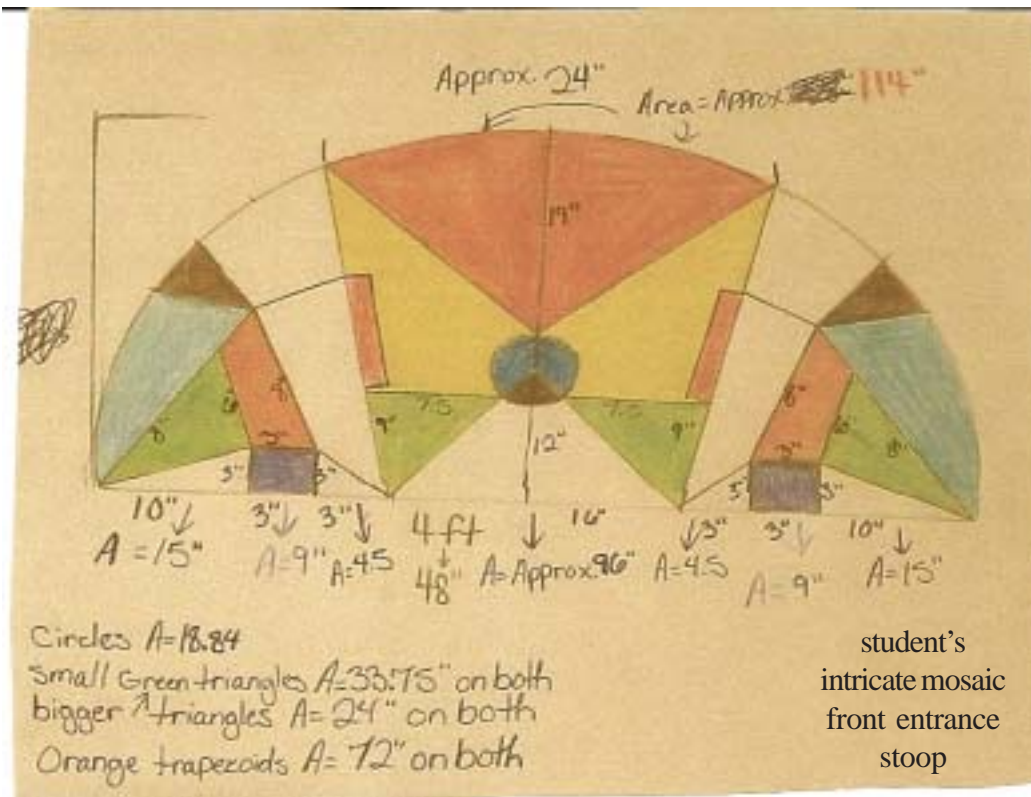 Approx. 24"
Area = Approx. 114"
19"
7.5
7.5
9"
9"
12"
8"
6"
8"
3"
3"
3"
8"
6"
8"
3"
3"
3"
10" 3" 3" 4 ft 16" 3" 3" 10"
A = 15" A = 9" A = 4.5 48" A = Approx. 96" A = 4.5 A = 9" A = 15"
Circles A = 18.84
Small Green triangles A = 33.75" on both
bigger triangles A = 24" on both
Orange trapezoids A = 72" on both
student's
intricate mosaic
front entrance
stoop